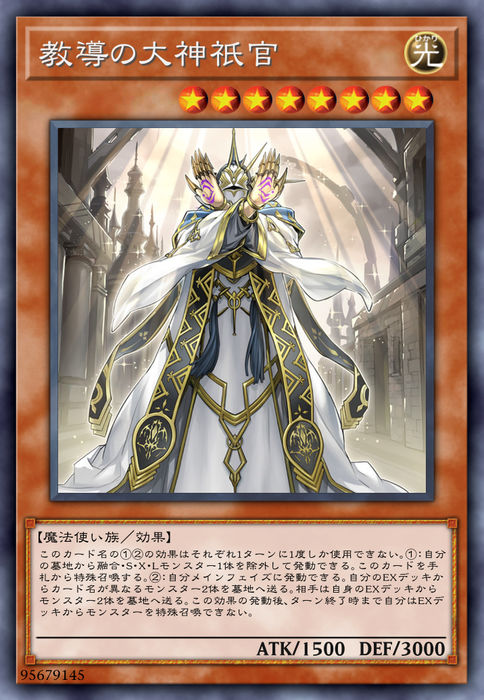 教導の大神祇官
ひかり
光
【魔法使い族/効果】
このカード名の①②の効果はそれぞれ1ターンに1度しか使用できない。①:自分
の墓地から融合・S・X・Lモンスター1体を除外して発動できる。このカードを手
札から特殊召喚する。②:自分メインフェイズに発動できる。自分のEXデッキ
からカード名が異なるモンスター2体を墓地へ送る。相手は自身のEXデッキから
モンスター2体を墓地へ送る。この効果の発動後、ターン終了時まで自分はEXデ
ッキからモンスターを特殊召喚できない。
ATK/1500 DEF/3000
95679145